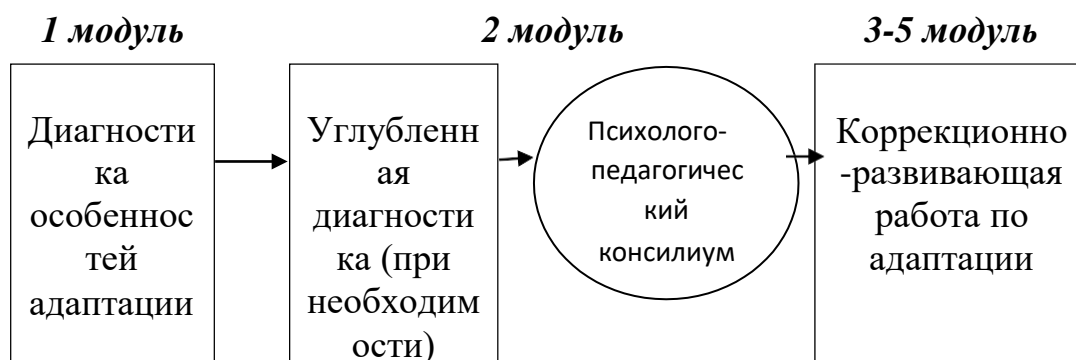 1 модуль
2 модуль
3-5 модуль
Диагности
ка
особеннос
тей
адаптации
Углубленн
ая
диагности
ка (при
необходим
ости)
Психолого-
педагогичес
кий
консилиум
Коррекционно
-развивающая
работа по
адаптации